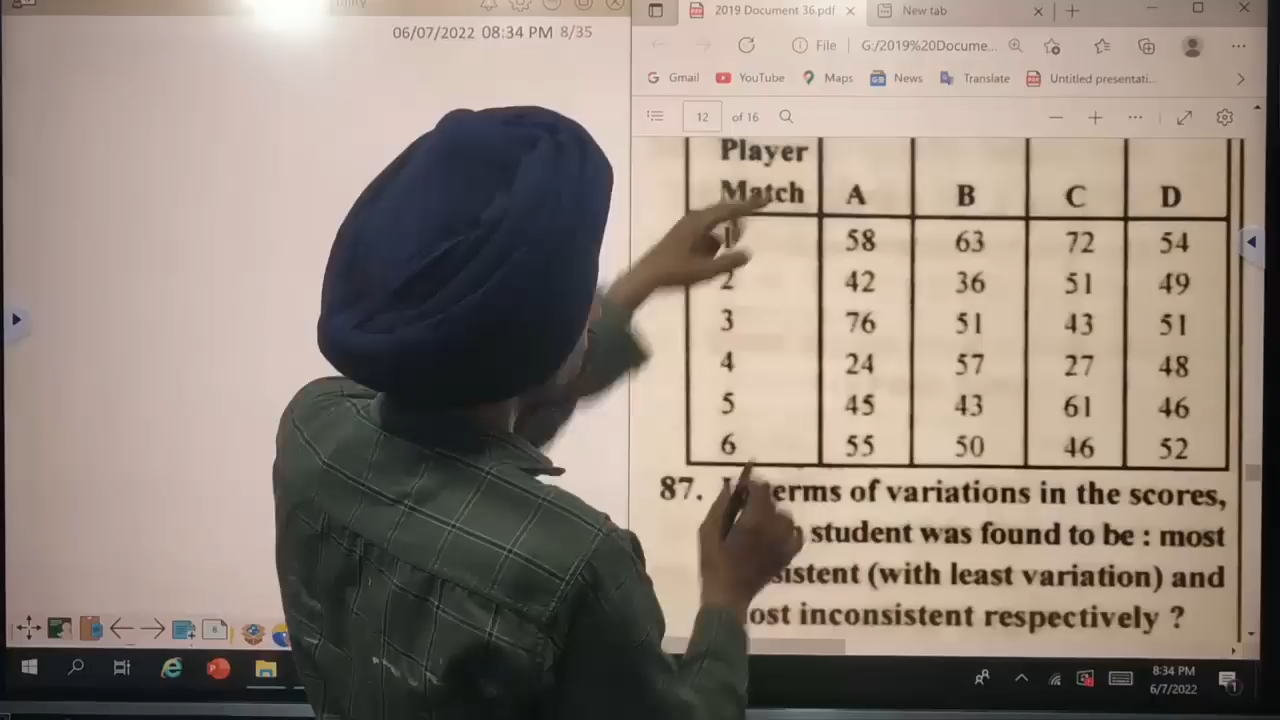 06/07/2022 08:34 PM 8/35
2019 Document 36.pdf
New tab
File G:/2019%20Docume...
Gmail YouTube Maps News Translate Untitled presentati...
12 of 16
Player
Match A B C D
1 58 63 72 54
2 42 36 51 49
3 76 51 43 51
4 24 57 27 48
5 45 43 61 46
6 55 50 46 52
87. terms of variations in the scores,
student was found to be : most
sistent (with least variation) and
ost inconsistent respectively ?
8:34 PM
6/7/2022